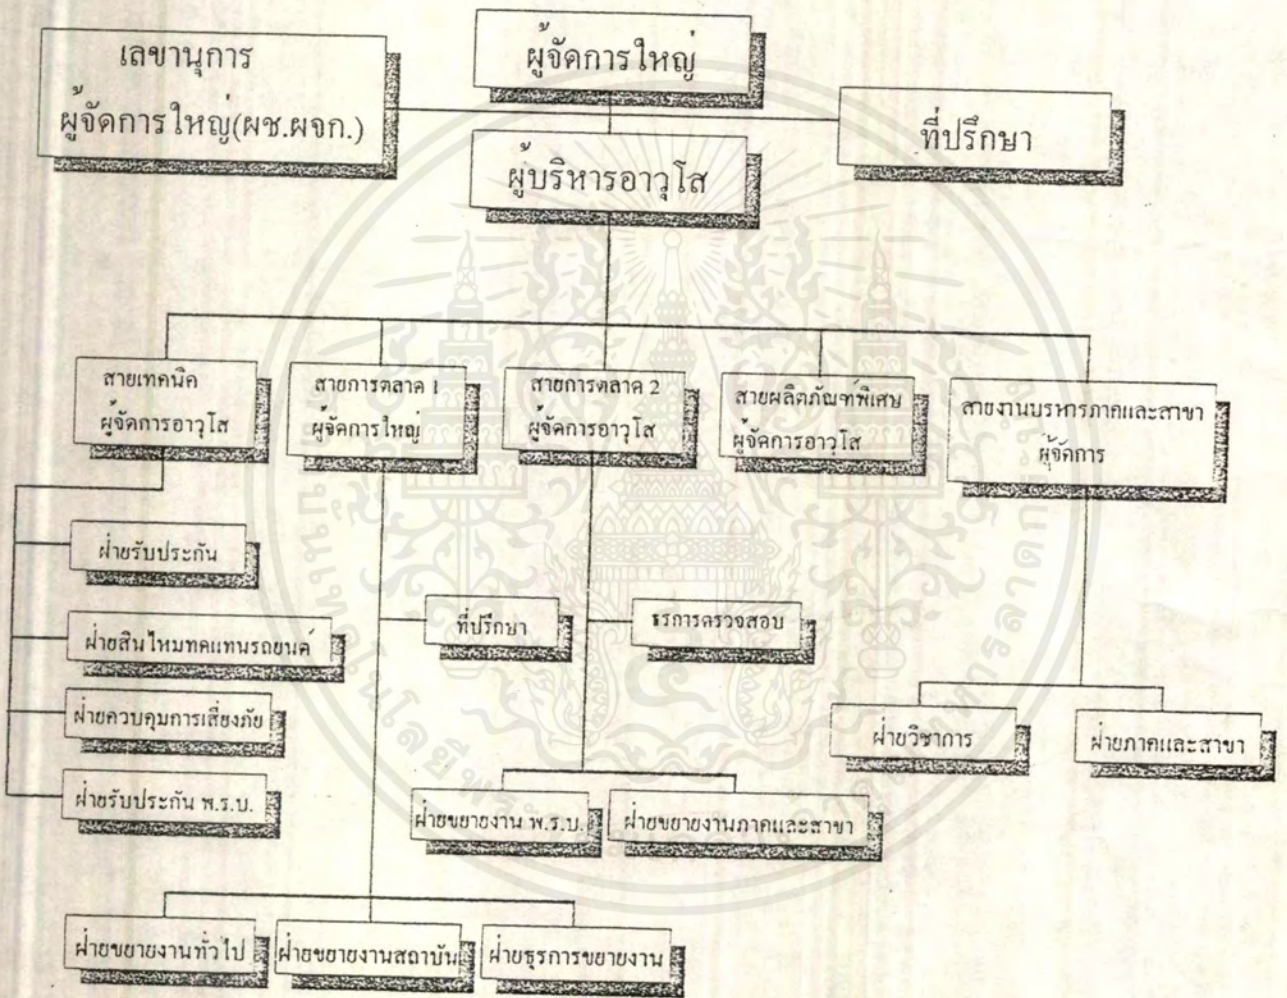 เลขานุการ
ผู้จัดการใหญ่(ผช.ผจก.)
ผู้จัดการใหญ่
ที่ปรึกษา
ผู้บริหารอาวุโส
สายเทคนิค
ผู้จัดการอาวุโส
สายการตลาด 1
ผู้จัดการใหญ่
สายการตลาด 2
ผู้จัดการอาวุโส
สายผลิตภัณฑ์พิเศษ
ผู้จัดการอาวุโส
สายงานบริหารภาคและสาขา
ผู้จัดการ
ฝ่ายรับประกัน
ฝ่ายสินไหมทดแทนรถยนต์
ฝ่ายควบคุมการเสี่ยงภัย
ฝ่ายรับประกัน พ.ร.บ.
ที่ปรึกษา
ธุรการตรวจสอบ
ฝ่ายวิชาการ
ฝ่ายภาคและสาขา
ฝ่ายขยายงาน พ.ร.บ.
ฝ่ายขยายงานภาคและสาขา
ฝ่ายขยายงานทั่วไป
ฝ่ายขยายงานสถาบัน
ฝ่ายธุรการขยายงาน